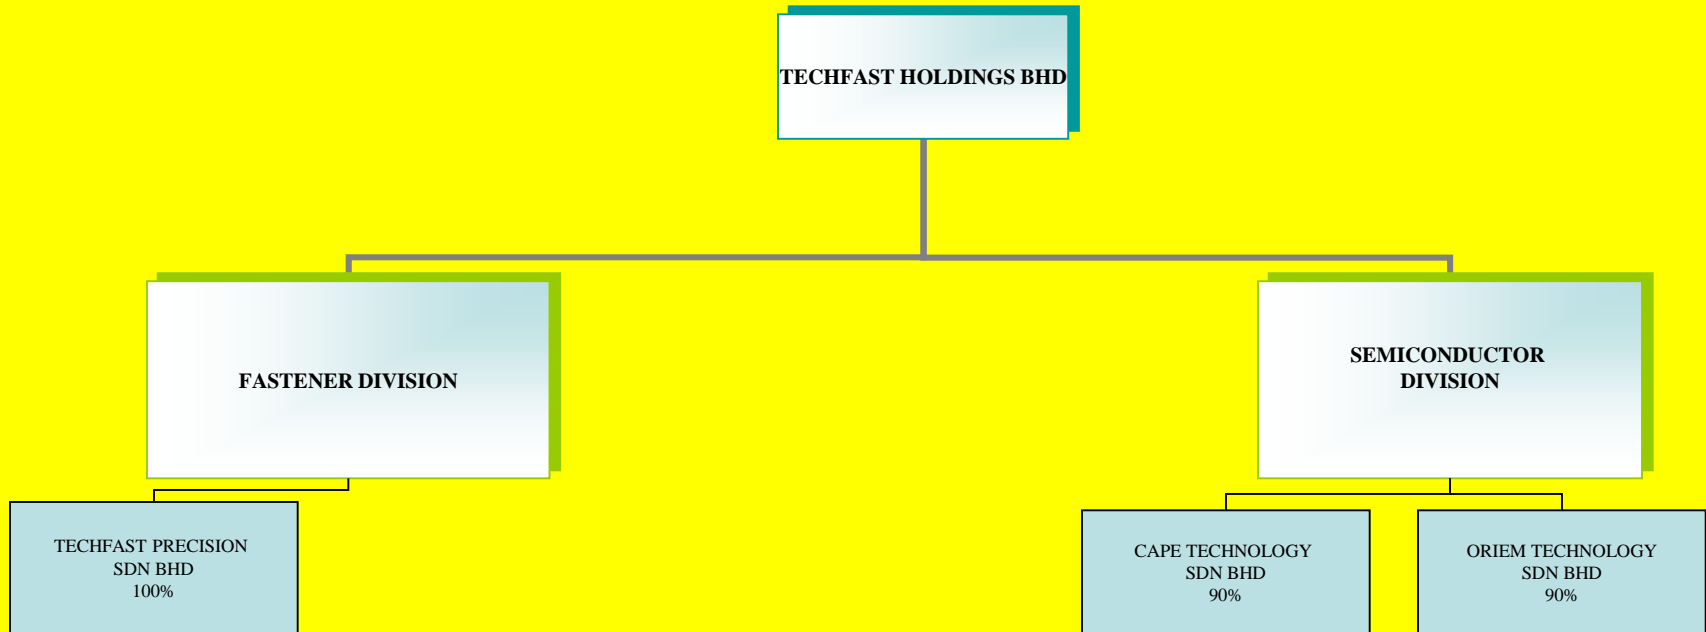 TECHFAST HOLDINGS BHD
FASTENER DIVISION
SEMICONDUCTOR
DIVISION
TECHFAST PRECISION
SDN BHD
100%
CAPE TECHNOLOGY
SDN BHD
90%
ORIEM TECHNOLOGY
SDN BHD
90%